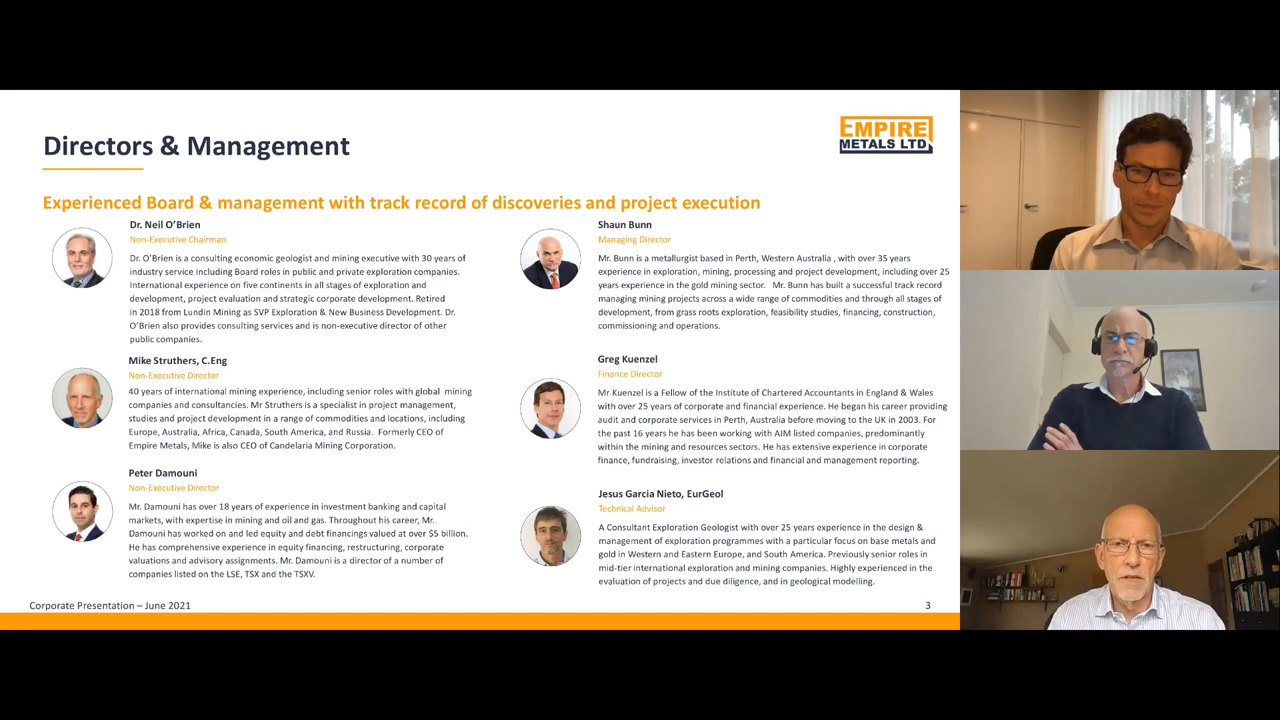 Directors & Management
EMPIRE
METALS LTD
Experienced Board & management with track record of discoveries and project execution
Dr. Neil O'Brien
Non-Executive Chairman
Dr. O'Brien is a consulting economic geologist and mining executive with 30 years of
industry service including Board roles in public and private exploration companies.
International experience on five continents in all stages of exploration and
development, project evaluation and strategic corporate development. Retired
in 2018 from Lundin Mining as SVP Exploration & New Business Development. Dr.
O'Brien also provides consulting services and is non-executive director of other
public companies.
Mike Struthers, C.Eng
Non-Executive Director
40 years of international mining experience, including senior roles with global mining
companies and consultancies. Mr Struthers is a specialist in project management,
studies and project development in a range of commodities and locations, including
Europe, Australia, Africa, Canada, South America, and Russia. Formerly CEO of
Empire Metals, Mike is also CEO of Candelaria Mining Corporation.
Peter Damouni
Non-Executive Director
Mr. Damouni has over 18 years of experience in investment banking and capital
markets, with expertise in mining and oil and gas. Throughout his career, Mr.
Damouni has worked on and led equity and debt financings valued at over $5 billion.
He has comprehensive experience in equity financing, restructuring, corporate
valuations and advisory assignments. Mr. Damouni is a director of a number of
companies listed on the LSE, TSX and the TSXV.
Shaun Bunn
Managing Director
Mr. Bunn is a metallurgist based in Perth, Western Australia , with over 35 years
experience in exploration, mining, processing and project development, including over 25
years experience in the gold mining sector. Mr. Bunn has built a successful track record
managing mining projects across a wide range of commodities and through all stages of
development, from grass roots exploration, feasibility studies, financing, construction,
commissioning and operations.
Greg Kuenzel
Finance Director
Mr Kuenzel is a Fellow of the Institute of Chartered Accountants in England & Wales
with over 25 years of corporate and financial experience. He began his career providing
audit and corporate services in Perth, Australia before moving to the UK in 2003. For
the past 16 years he has been working with AIM listed companies, predominantly
within the mining and resources sectors. He has extensive experience in corporate
finance, fundraising, investor relations and financial and management reporting.
Jesus Garcia Nieto, EurGeol
Technical Advisor
A Consultant Exploration Geologist with over 25 years experience in the design &
management of exploration programmes with a particular focus on base metals and
gold in Western and Eastern Europe, and South America. Previously senior roles in
mid-tier international exploration and mining companies. Highly experienced in the
evaluation of projects and due diligence, and in geological modelling.
Corporate Presentation – June 2021
3